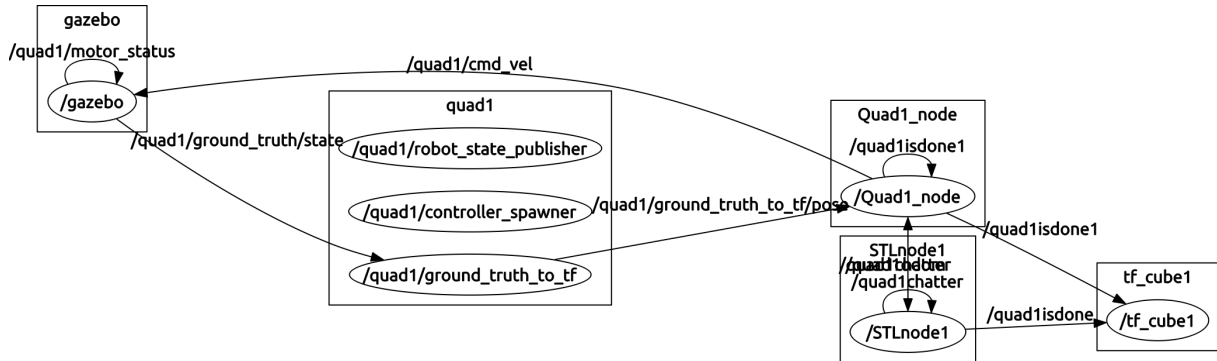 gazebo
/quad1/motor_status
/gazebo
/quad1/cmd_vel
/quad1/ground_truth/state
quad1
/quad1/robot_state_publisher
/quad1/controller_spawner
/quad1/ground_truth_to_tf
/quad1/ground_truth_to_tf/pose
Quad1_node
/quad1isdone1
/Quad1_node
/quad1isdone1
STLnode1
/quad1chatter
/STLnode1
/quad1isdone
tf_cube1
/tf_cube1